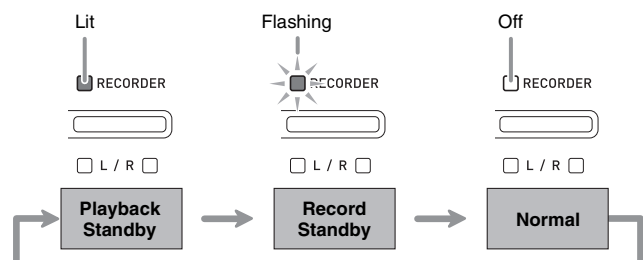 Lit Flashing Off
RECORDER RECORDER RECORDER
L / R L / R L / R
Playback Standby Record Standby Normal